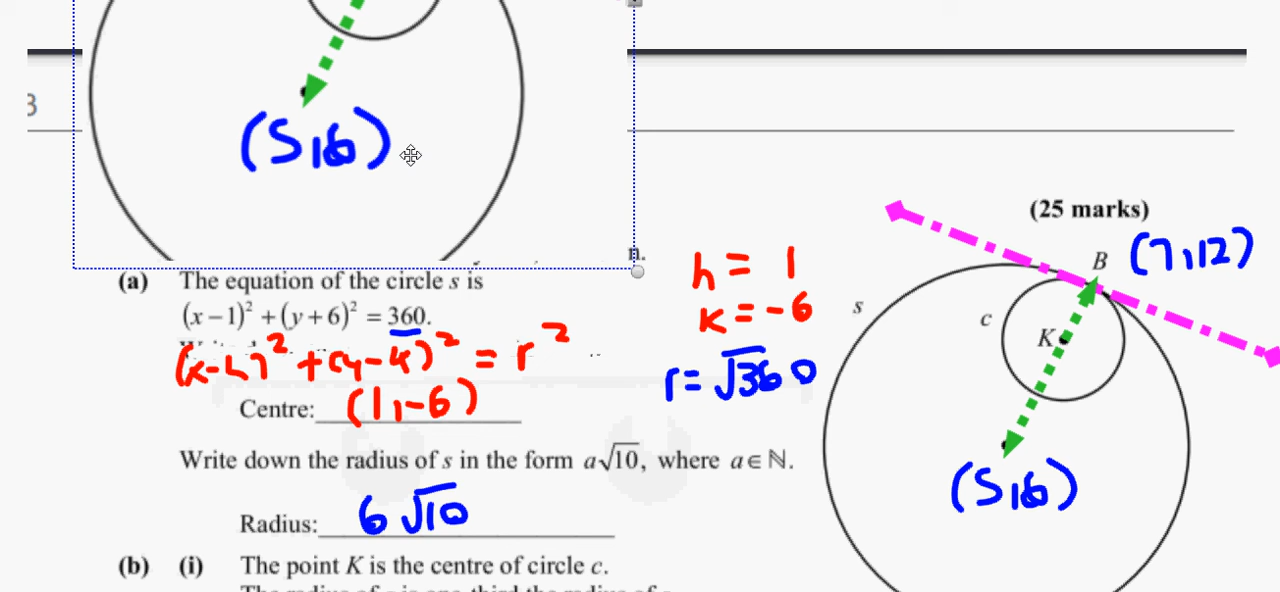 3
(5,6)
(25 marks)
n.
(a) The equation of the circle s is
(x−1)² + (y+6)² = 360.
(x-h)² + (y-k)² = r²
Centre: (1,-6)
Write down the radius of s in the form a√10, where a∈ℕ.
Radius: 6√10
(b) (i) The point K is the centre of circle c.
h = 1
k = -6
r = √360
B (7,12)
s
c
K
(5,6)